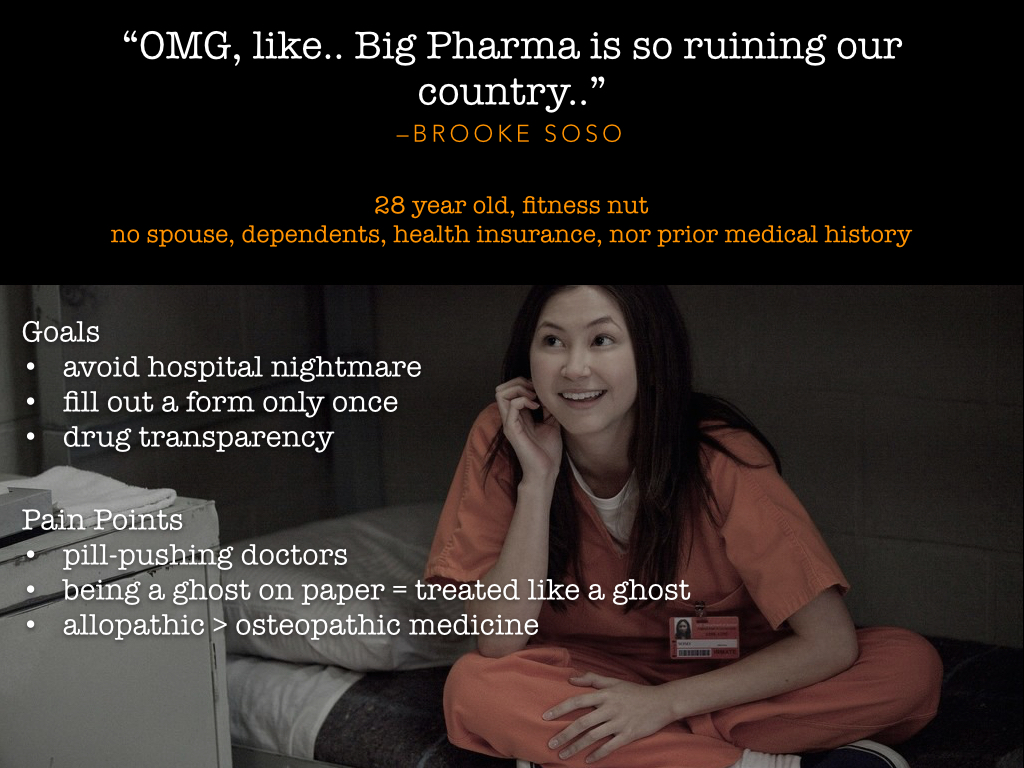 “OMG, like.. Big Pharma is so ruining our
country..”
–BROOKE SOSO
28 year old, fitness nut
no spouse, dependents, health insurance, nor prior medical history
Goals
• avoid hospital nightmare
• fill out a form only once
• drug transparency
Pain Points
• pill-pushing doctors
• being a ghost on paper = treated like a ghost
• allopathic > osteopathic medicine